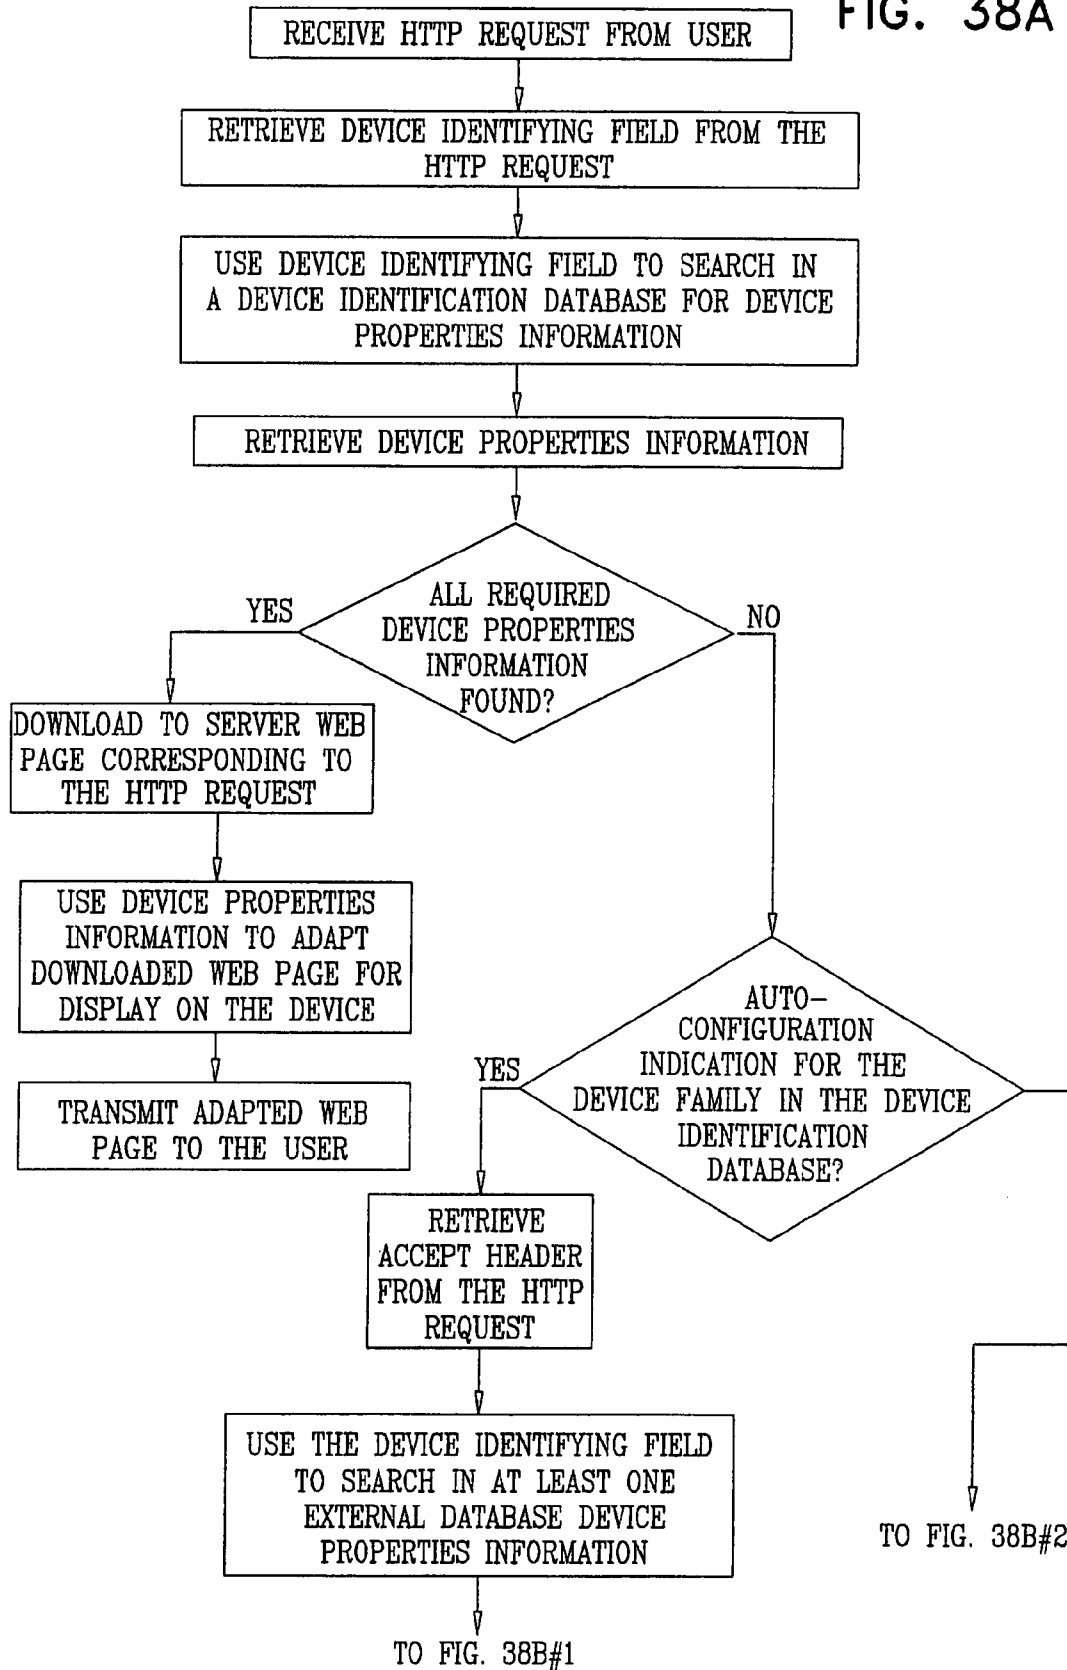 FIG. 38A
RECEIVE HTTP REQUEST FROM USER
RETRIEVE DEVICE IDENTIFYING FIELD FROM THE
HTTP REQUEST
USE DEVICE IDENTIFYING FIELD TO SEARCH IN
A DEVICE IDENTIFICATION DATABASE FOR DEVICE
PROPERTIES INFORMATION
RETRIEVE DEVICE PROPERTIES INFORMATION
ALL REQUIRED
DEVICE PROPERTIES
INFORMATION
FOUND?
YES
NO
DOWNLOAD TO SERVER WEB
PAGE CORRESPONDING TO
THE HTTP REQUEST
USE DEVICE PROPERTIES
INFORMATION TO ADAPT
DOWNLOADED WEB PAGE FOR
DISPLAY ON THE DEVICE
TRANSMIT ADAPTED WEB
PAGE TO THE USER
AUTO-
CONFIGURATION
INDICATION FOR THE
DEVICE FAMILY IN THE DEVICE
IDENTIFICATION
DATABASE?
YES
RETRIEVE
ACCEPT HEADER
FROM THE HTTP
REQUEST
USE THE DEVICE IDENTIFYING FIELD
TO SEARCH IN AT LEAST ONE
EXTERNAL DATABASE DEVICE
PROPERTIES INFORMATION
TO FIG. 38B#2
TO FIG. 38B#1